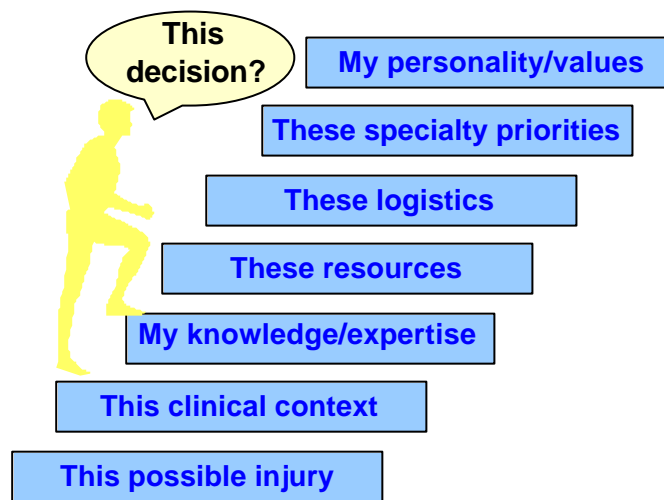 This
decision?
My personality/values
These specialty priorities
These logistics
These resources
My knowledge/expertise
This clinical context
This possible injury